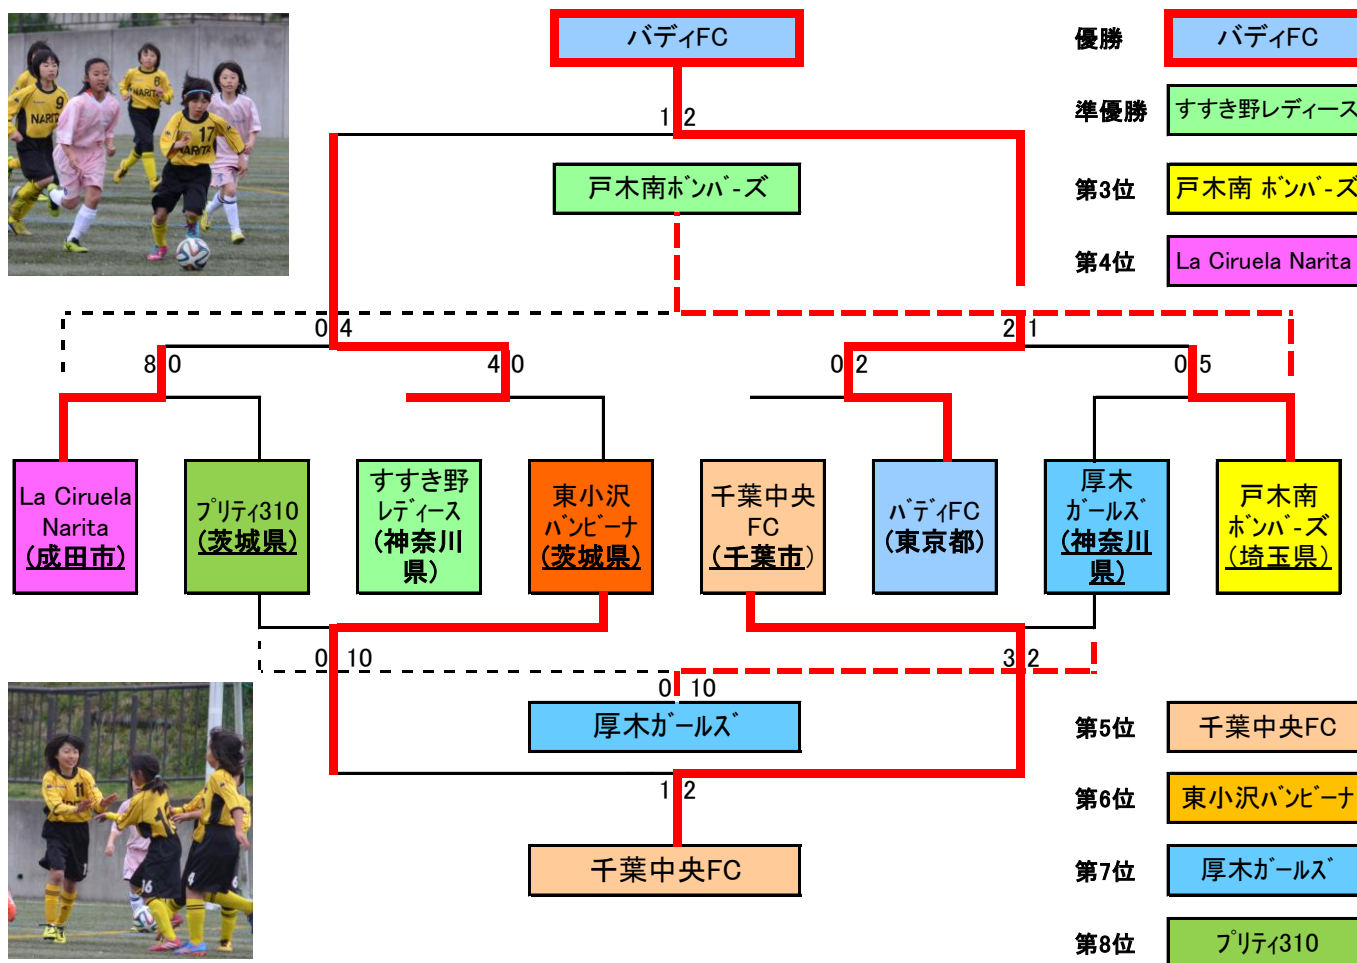 バディFC
優勝
バディFC
1 2
準優勝
すすき野レディース
戸木南ボンバ-ズ
第3位
戸木南 ボンバ-ズ
第4位
La Ciruela Narita
0 4
2 1
8 0
4 0
0 2
0 5
La Ciruela
Narita
(成田市)
プリティ310
(茨城県)
すすき野
レディース
(神奈川
県)
東小沢
バンビーナ
(茨城県)
千葉中央
FC
(千葉市)
バディFC
(東京都)
厚木
ガールズ
(神奈川
県)
戸木南
ボンバ-ズ
(埼玉県)
0 10
3 2
0 10
厚木ガールズ
第5位
千葉中央FC
1 2
第6位
東小沢バンビーナ
千葉中央FC
第7位
厚木ガールズ
第8位
プリティ310
9
NARITA
6
17
NARITA
11
16
4